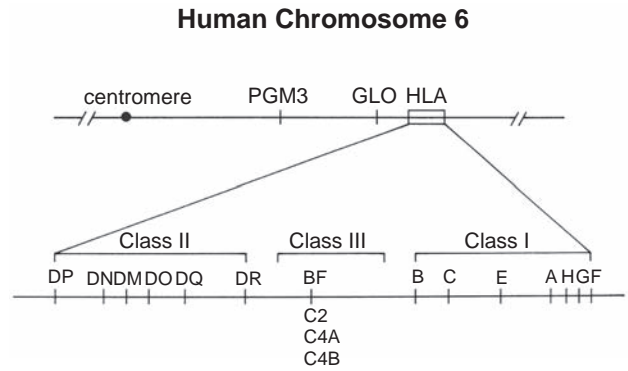 Human Chromosome 6
centromere PGM3 GLO HLA
Class II Class III Class I
DP DN DM DO DQ DR BF B C E A H G F
C2
C4A
C4B